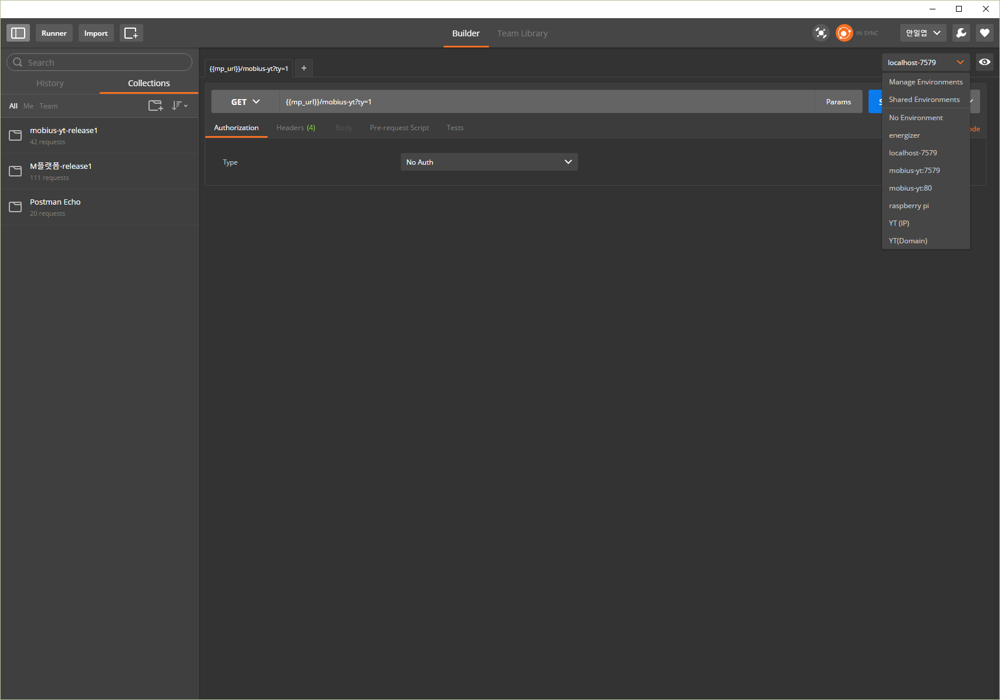 Runner
Import
Builder
Team Library
IN SYNC
안일엽
Search
History
Collections
All Me Team
mobius-yt-release1
42 requests
M플랫폼-release1
111 requests
Postman Echo
20 requests
{{mp_url}}/mobius-yt?ty=1
+
localhost-7579
GET
{{mp_url}}/mobius-yt?ty=1
Params
Authorization
Headers (4)
Body
Pre-request Script
Tests
Type
No Auth
Manage Environments
Shared Environments
No Environment
energizer
localhost-7579
mobius-yt:7579
mobius-yt:80
raspberry pi
YT (IP)
YT(Domain)